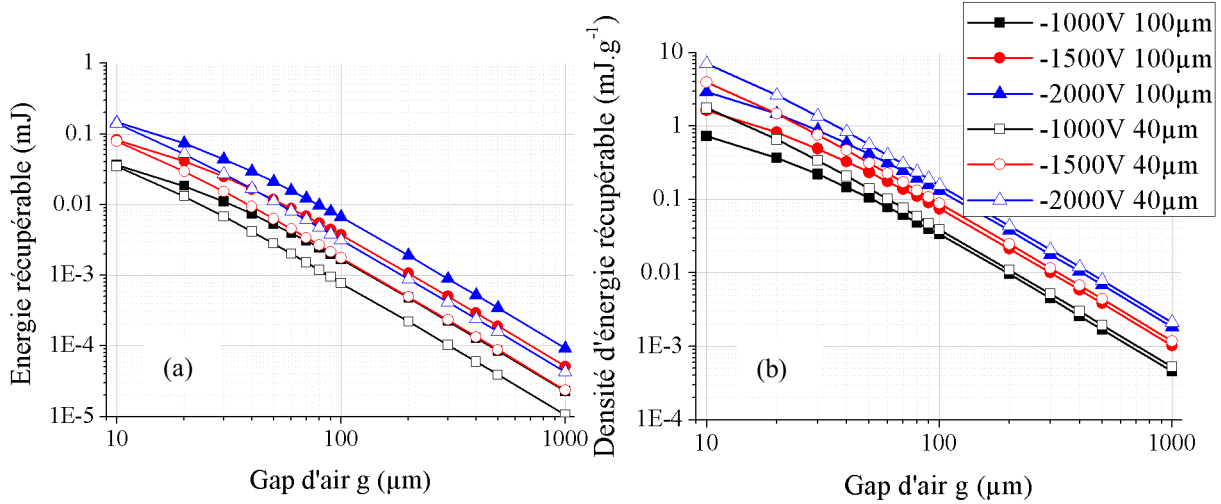 Energie récupérable (mJ)
1
0.1
0.01
1E-3
1E-4
1E-5
(a)
10
100
1000
Gap d'air g (µm)
Densité d'énergie récupérable (mJ.g⁻¹)
10
1
0.1
0.01
1E-3
1E-4
(b)
10
100
1000
Gap d'air g (µm)
-1000V 100µm
-1500V 100µm
-2000V 100µm
-1000V 40µm
-1500V 40µm
-2000V 40µm